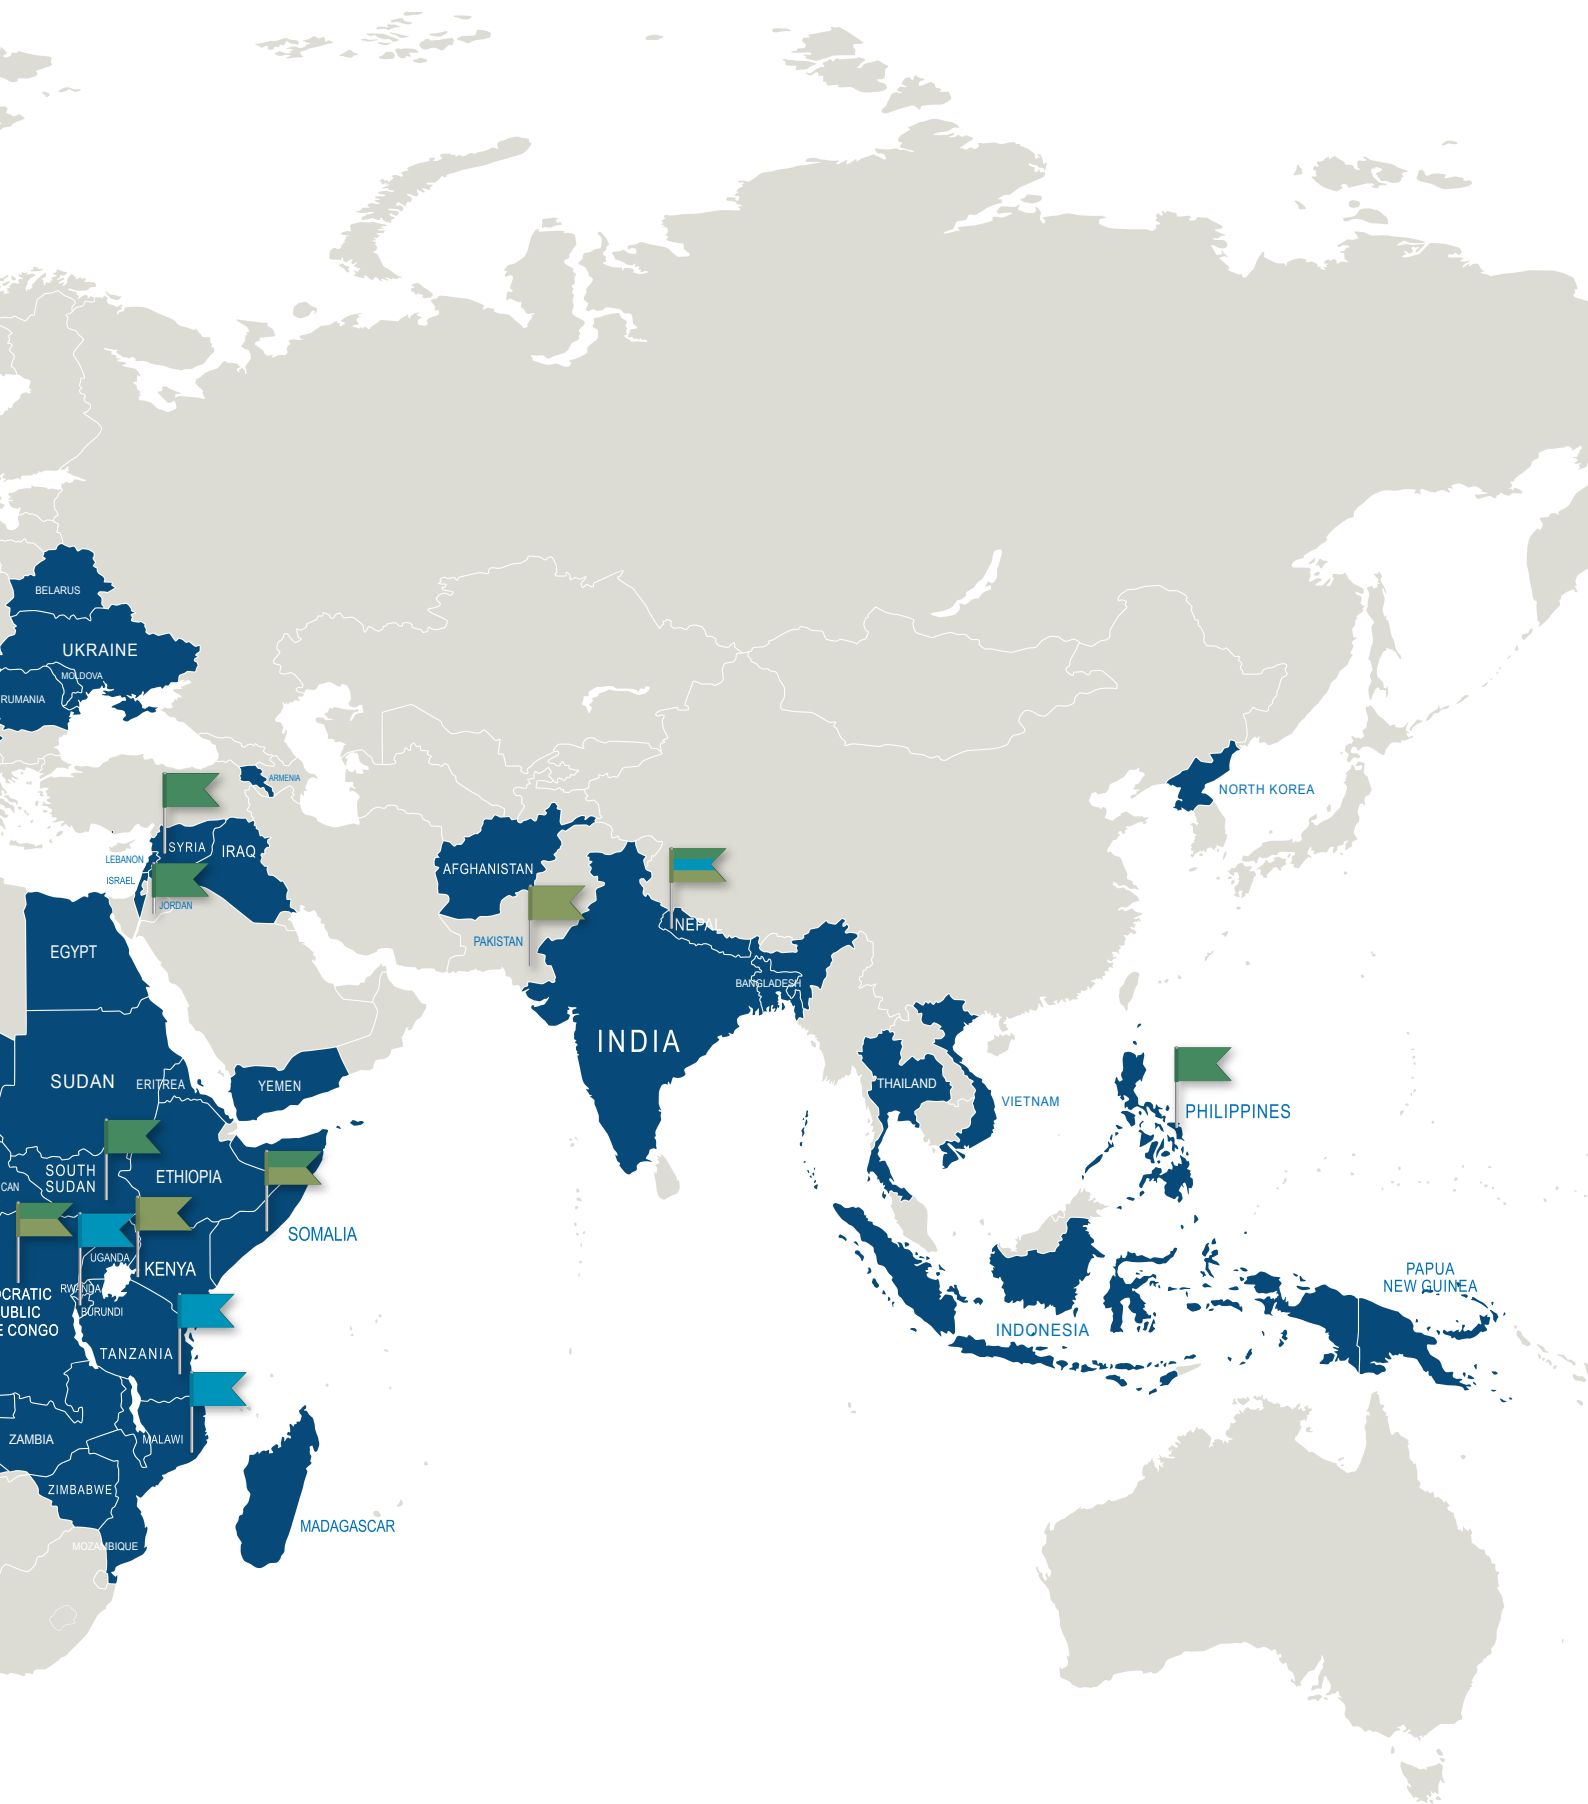 BELARUS
UKRAINE
MOLDOVA
RUMANIA
ARMENIA
NORTH KOREA
SYRIA
IRAQ
LEBANON
ISRAEL
JORDAN
AFGHANISTAN
PAKISTAN
NEPAL
EGYPT
BANGLADESH
INDIA
SUDAN
ERITREA
YEMEN
THAILAND
VIETNAM
PHILIPPINES
SOUTH
SUDAN
CAN
ETHIOPIA
SOMALIA
UGANDA
KENYA
RWANDA
BURUNDI
OCRATIC
UBLIC
E CONGO
TANZANIA
PAPUA
NEW GUINEA
INDONESIA
ZAMBIA
MALAWI
ZIMBABWE
MADAGASCAR
MOZAMBIQUE